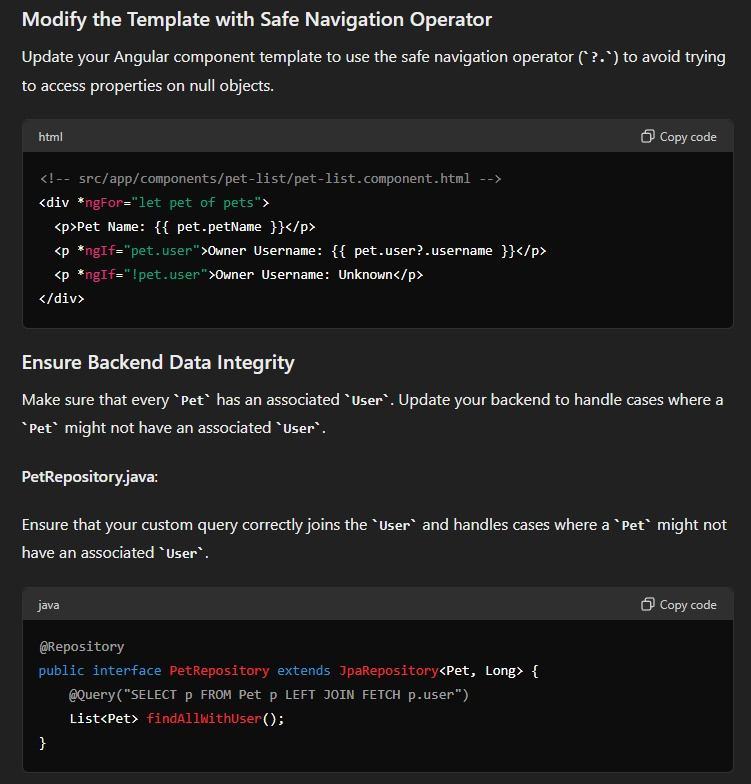 Modify the Template with Safe Navigation Operator
Update your Angular component template to use the safe navigation operator (`?.`) to avoid trying
to access properties on null objects.
html
Copy code
<!-- src/app/components/pet-list/pet-list.component.html -->
<div *ngFor="let pet of pets">
  <p>Pet Name: {{ pet.petName }}</p>
  <p *ngIf="pet.user">Owner Username: {{ pet.user?.username }}</p>
  <p *ngIf="!pet.user">Owner Username: Unknown</p>
</div>
Ensure Backend Data Integrity
Make sure that every `Pet` has an associated `User`. Update your backend to handle cases where a
`Pet` might not have an associated `User`.
PetRepository.java:
Ensure that your custom query correctly joins the `User` and handles cases where a `Pet` might not
have an associated `User`.
java
Copy code
@Repository
public interface PetRepository extends JpaRepository<Pet, Long> {
    @Query("SELECT p FROM Pet p LEFT JOIN FETCH p.user")
    List<Pet> findAllWithUser();
}